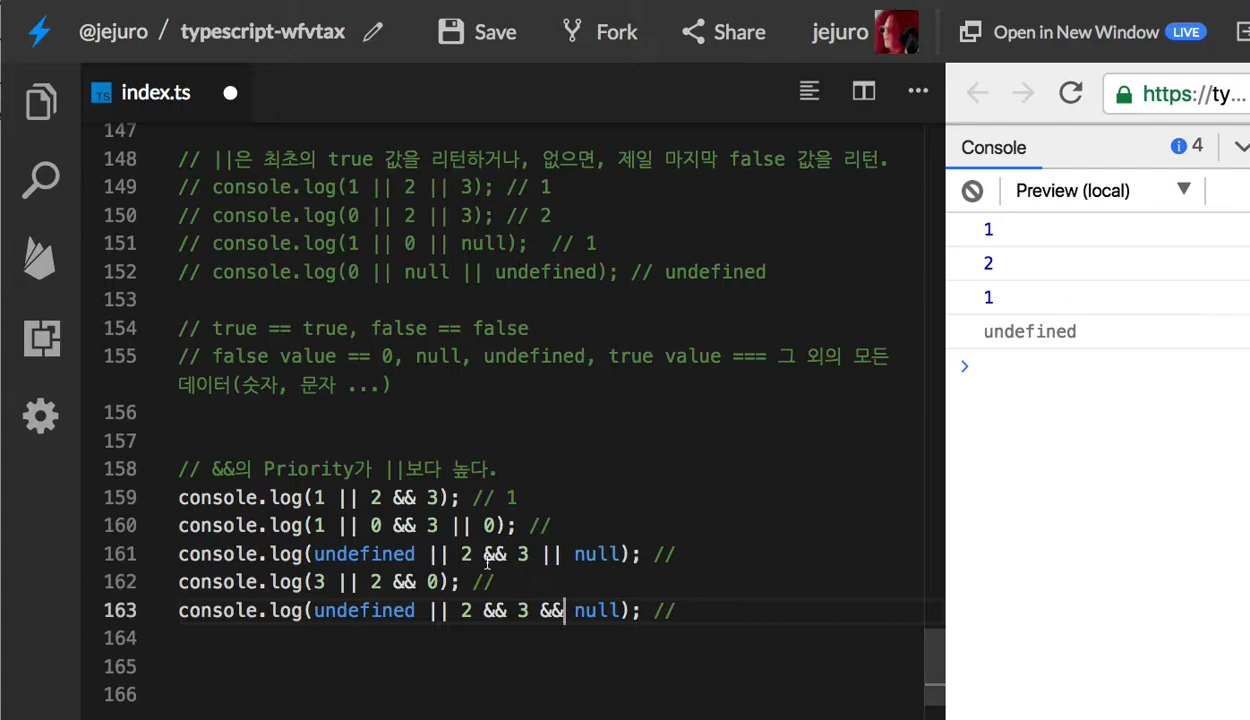 @jejuro / typescript-wfvtax
Save
Fork
Share
jejuro
Open in New Window LIVE
TS index.ts
https://ty...
147
148 // ||은 최초의 true 값을 리턴하거나, 없으면, 제일 마지막 false 값을 리턴.
149 // console.log(1 || 2 || 3); // 1
150 // console.log(0 || 2 || 3); // 2
151 // console.log(1 || 0 || null);  // 1
152 // console.log(0 || null || undefined); // undefined
153
154 // true == true, false == false
155 // false value == 0, null, undefined, true value === 그 외의 모든
데이터(숫자, 문자 ...)
156
157
158 // &&의 Priority가 ||보다 높다.
159 console.log(1 || 2 && 3); // 1
160 console.log(1 || 0 && 3 || 0); //
161 console.log(undefined || 2 && 3 || null); //
162 console.log(3 || 2 && 0); //
163 console.log(undefined || 2 && 3 && null); //
164
165
166
Console
4
Preview (local)
1
2
1
undefined